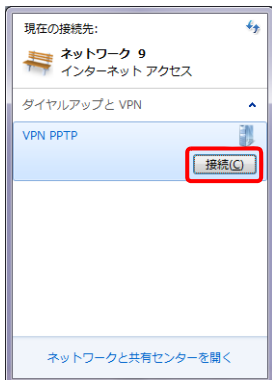 現在の接続先:
ネットワーク 9
インターネット アクセス
ダイヤルアップと VPN
VPN PPTP
接続(C)
ネットワークと共有センターを開く